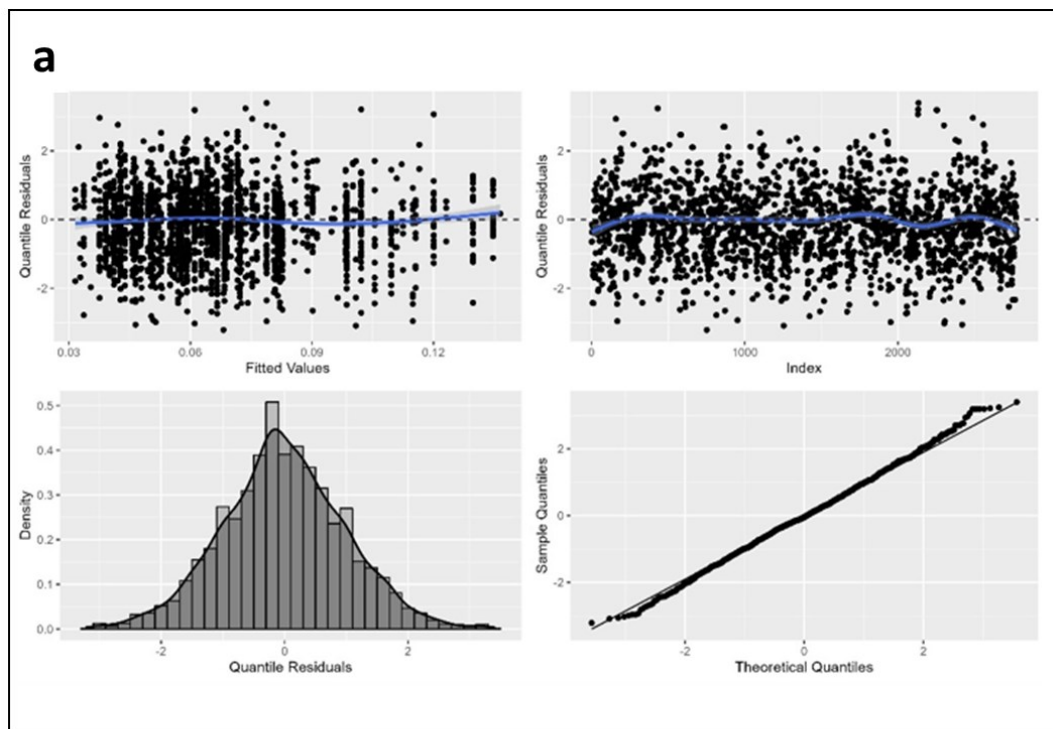 a
2
0
-2
Quantile Residuals
0.03 0.06 0.09 0.12
Fitted Values
2
0
-2
Quantile Residuals
0 1000 2000
Index
0.5
0.4
0.3
0.2
0.1
0.0
Density
-2 0 2
Quantile Residuals
2
0
-2
Sample Quantiles
-2 0 2
Theoretical Quantiles